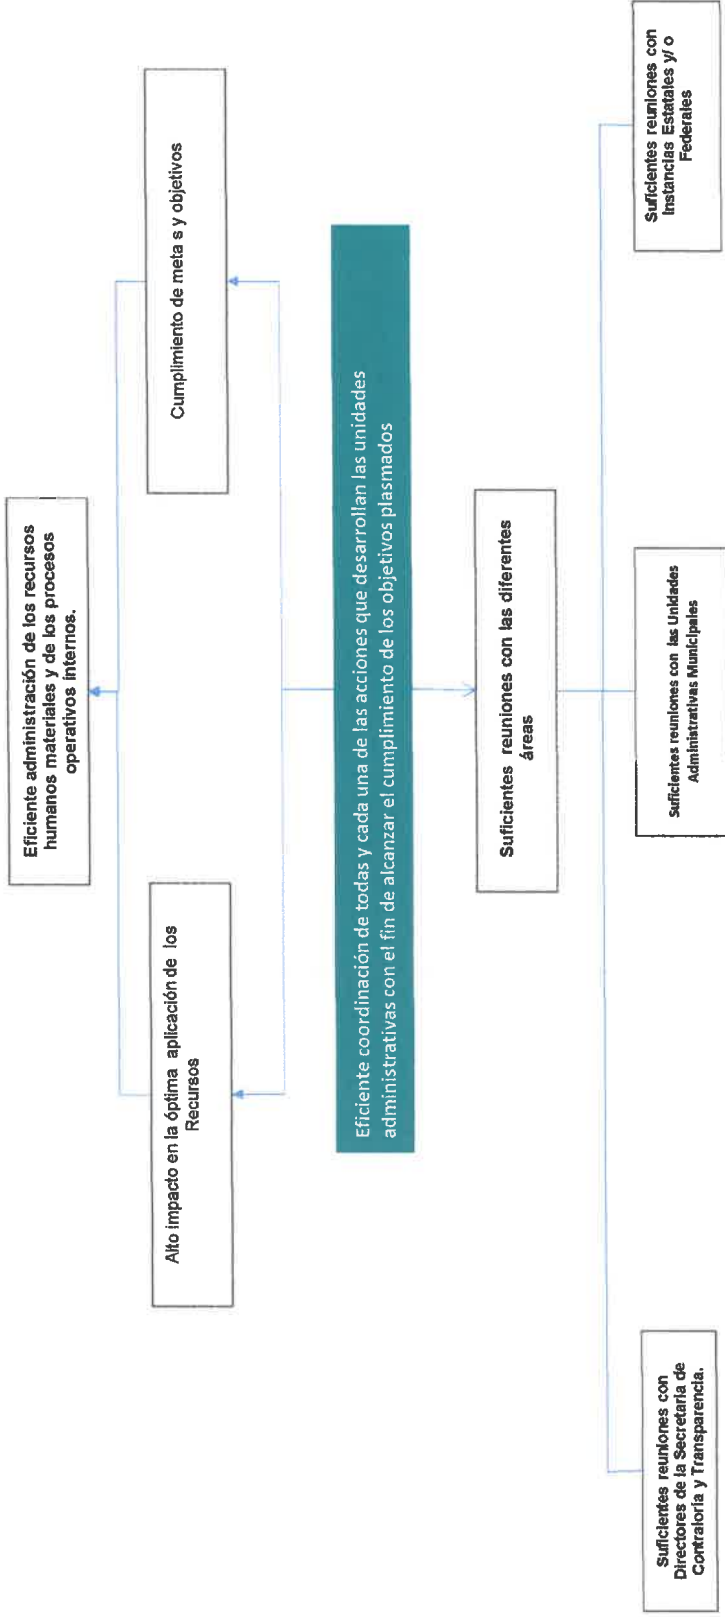 Eficiente administración de los recursos
humanos materiales y de los procesos
operativos internos.
Alto impacto en la óptima aplicación de los
Recursos
Cumplimiento de meta s y objetivos
Eficiente coordinación de todas y cada una de las acciones que desarrollan las unidades
administrativas con el fin de alcanzar el cumplimiento de los objetivos plasmados
Suficientes reuniones con las diferentes
áreas
Suficientes reuniones con
Directores de la Secretaria de
Contraloría y Transparencia.
Suficientes reuniones con las Unidades
Administrativas Municipales
Suficientes reuniones con
Instancias Estatales y/ o
Federales